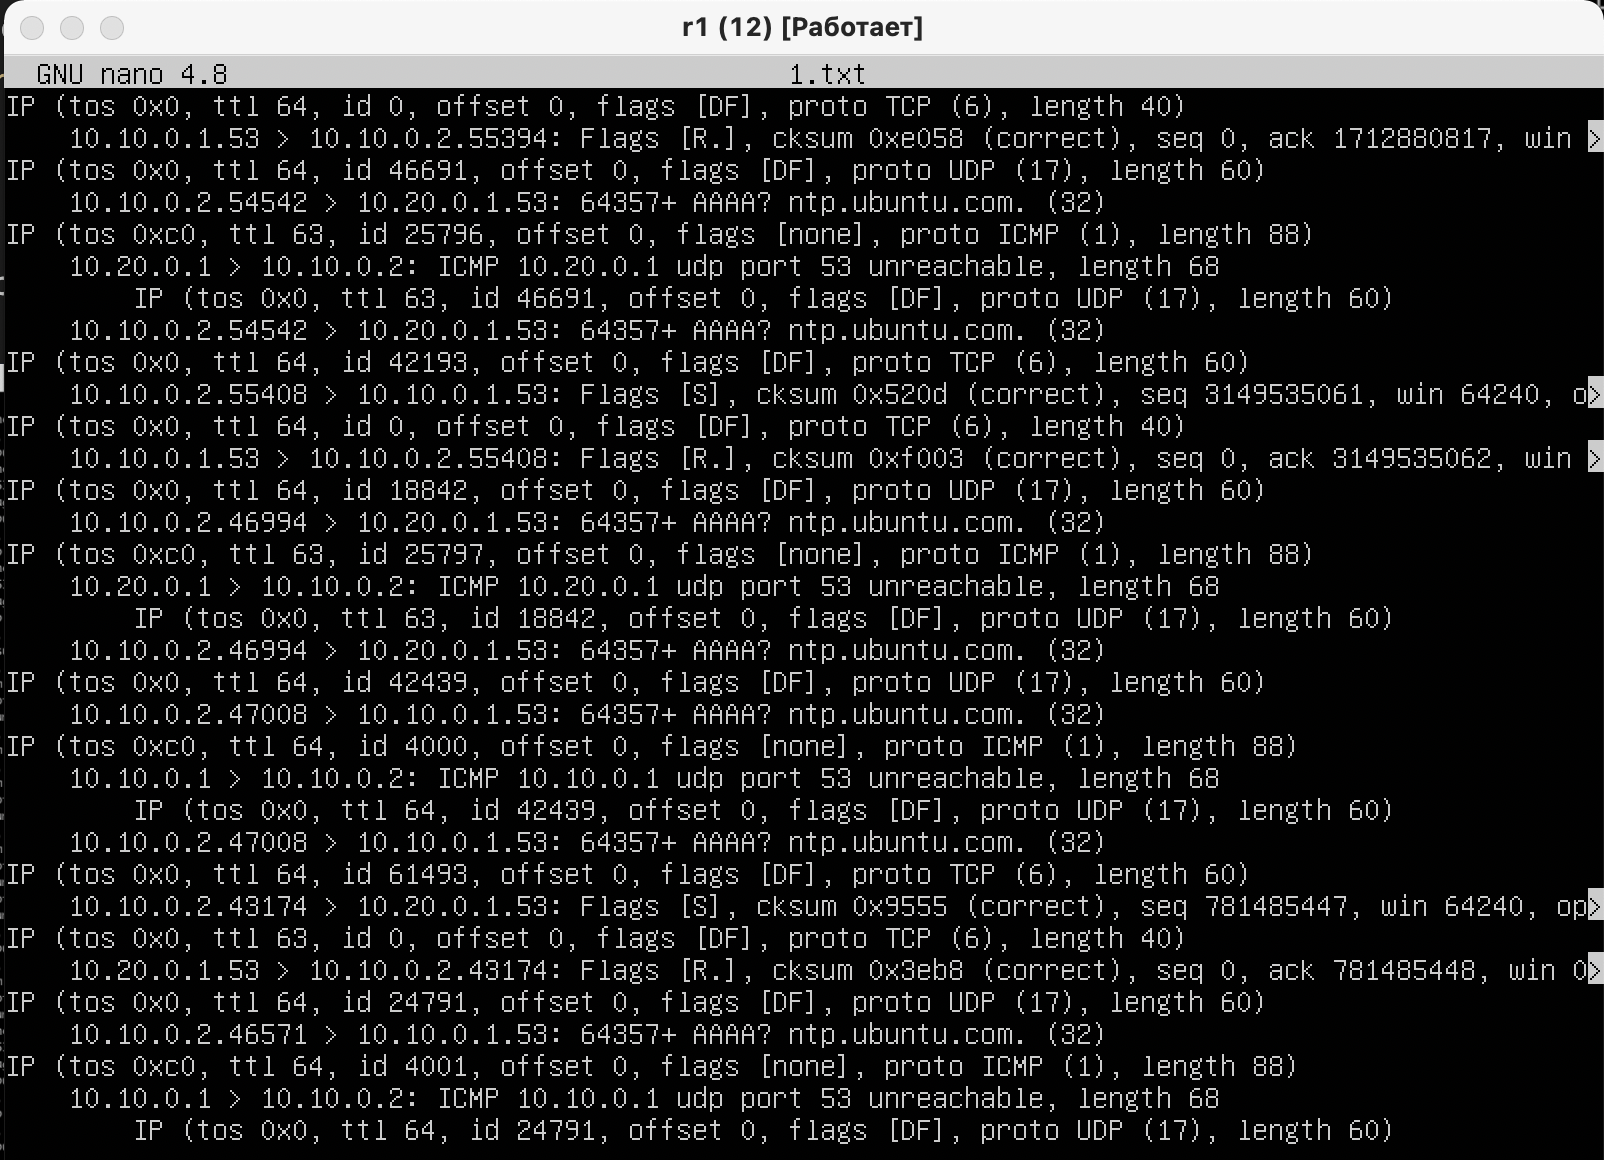 r1 (12) [Работает]
GNU nano 4.8 1.txt
IP (tos 0x0, ttl 64, id 0, offset 0, flags [DF], proto TCP (6), length 40)
10.10.0.1.53 > 10.10.0.2.55394: Flags [R.], cksum 0xe058 (correct), seq 0, ack 1712880817, win >
IP (tos 0x0, ttl 64, id 46691, offset 0, flags [DF], proto UDP (17), length 60)
10.10.0.2.54542 > 10.20.0.1.53: 64357+ AAAA? ntp.ubuntu.com. (32)
IP (tos 0xc0, ttl 63, id 25796, offset 0, flags [none], proto ICMP (1), length 88)
10.20.0.1 > 10.10.0.2: ICMP 10.20.0.1 udp port 53 unreachable, length 68
IP (tos 0x0, ttl 63, id 46691, offset 0, flags [DF], proto UDP (17), length 60)
10.10.0.2.54542 > 10.20.0.1.53: 64357+ AAAA? ntp.ubuntu.com. (32)
IP (tos 0x0, ttl 64, id 42193, offset 0, flags [DF], proto TCP (6), length 60)
10.10.0.2.55408 > 10.10.0.1.53: Flags [S], cksum 0x520d (correct), seq 3149535061, win 64240, o>
IP (tos 0x0, ttl 64, id 0, offset 0, flags [DF], proto TCP (6), length 40)
10.10.0.1.53 > 10.10.0.2.55408: Flags [R.], cksum 0xf003 (correct), seq 0, ack 3149535062, win >
IP (tos 0x0, ttl 64, id 18842, offset 0, flags [DF], proto UDP (17), length 60)
10.10.0.2.46994 > 10.20.0.1.53: 64357+ AAAA? ntp.ubuntu.com. (32)
IP (tos 0xc0, ttl 63, id 25797, offset 0, flags [none], proto ICMP (1), length 88)
10.20.0.1 > 10.10.0.2: ICMP 10.20.0.1 udp port 53 unreachable, length 68
IP (tos 0x0, ttl 63, id 18842, offset 0, flags [DF], proto UDP (17), length 60)
10.10.0.2.46994 > 10.20.0.1.53: 64357+ AAAA? ntp.ubuntu.com. (32)
IP (tos 0x0, ttl 64, id 42439, offset 0, flags [DF], proto UDP (17), length 60)
10.10.0.2.47008 > 10.10.0.1.53: 64357+ AAAA? ntp.ubuntu.com. (32)
IP (tos 0xc0, ttl 64, id 4000, offset 0, flags [none], proto ICMP (1), length 88)
10.10.0.1 > 10.10.0.2: ICMP 10.10.0.1 udp port 53 unreachable, length 68
IP (tos 0x0, ttl 64, id 42439, offset 0, flags [DF], proto UDP (17), length 60)
10.10.0.2.47008 > 10.10.0.1.53: 64357+ AAAA? ntp.ubuntu.com. (32)
IP (tos 0x0, ttl 64, id 61493, offset 0, flags [DF], proto TCP (6), length 60)
10.10.0.2.43174 > 10.20.0.1.53: Flags [S], cksum 0x9555 (correct), seq 781485447, win 64240, op>
IP (tos 0x0, ttl 63, id 0, offset 0, flags [DF], proto TCP (6), length 40)
10.20.0.1.53 > 10.10.0.2.43174: Flags [R.], cksum 0x3eb8 (correct), seq 0, ack 781485448, win 0>
IP (tos 0x0, ttl 64, id 24791, offset 0, flags [DF], proto UDP (17), length 60)
10.10.0.2.46571 > 10.10.0.1.53: 64357+ AAAA? ntp.ubuntu.com. (32)
IP (tos 0xc0, ttl 64, id 4001, offset 0, flags [none], proto ICMP (1), length 88)
10.10.0.1 > 10.10.0.2: ICMP 10.10.0.1 udp port 53 unreachable, length 68
IP (tos 0x0, ttl 64, id 24791, offset 0, flags [DF], proto UDP (17), length 60)